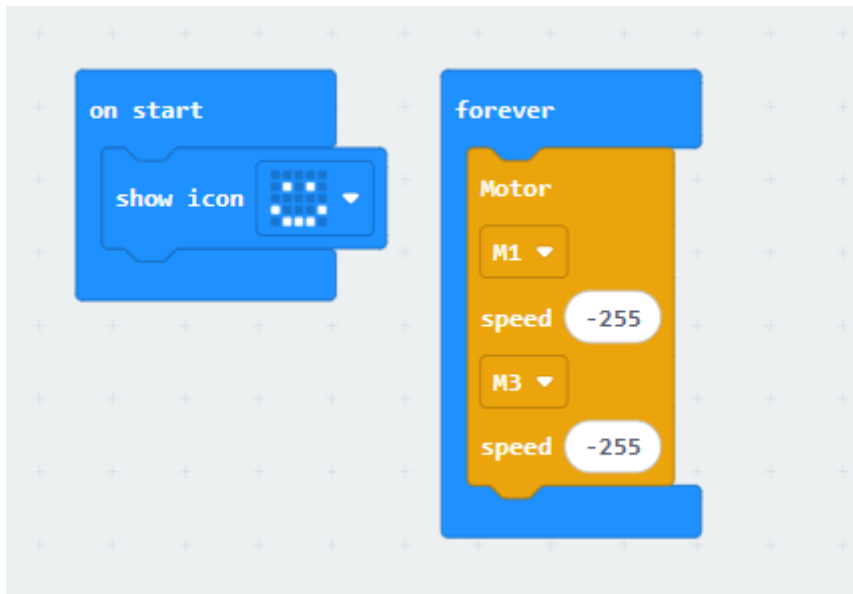 on start
show icon
forever
Motor
M1
speed -255
M3
speed -255